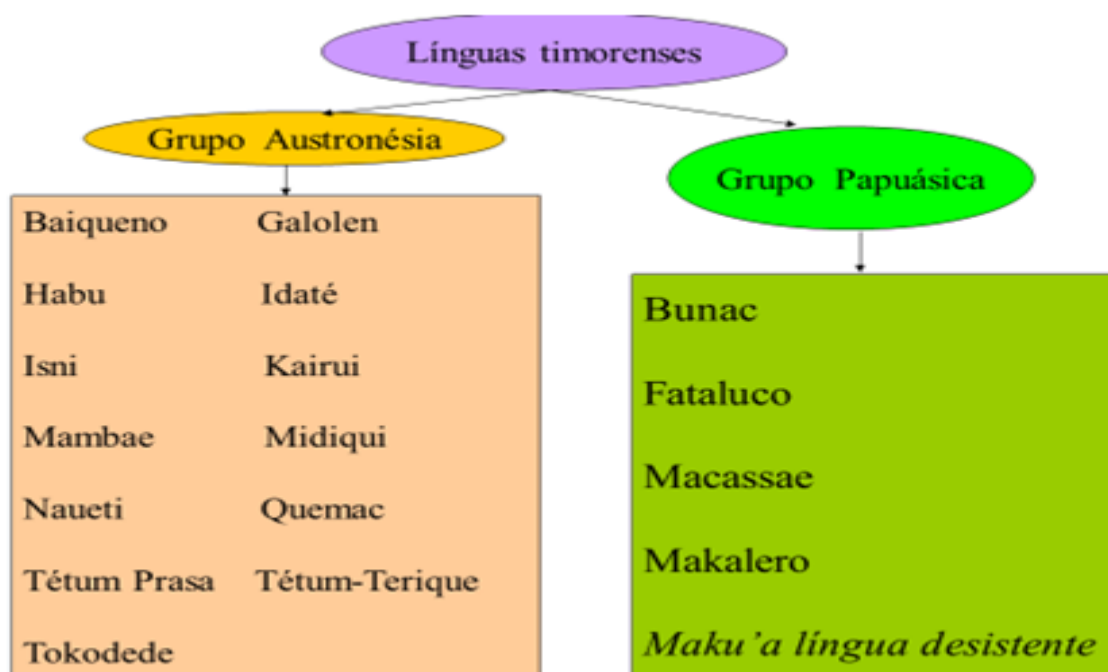 Línguas timorenses
Grupo Austronésia
Grupo Papuásica
Baiqueno Galolen
Habu Idaté
Isni Kairui
Mambae Midiqui
Naueti Quemac
Tétum Prasa Tétum-Terique
Tokodede
Bunac
Fataluco
Macassae
Makalero
Maku’a língua desistente